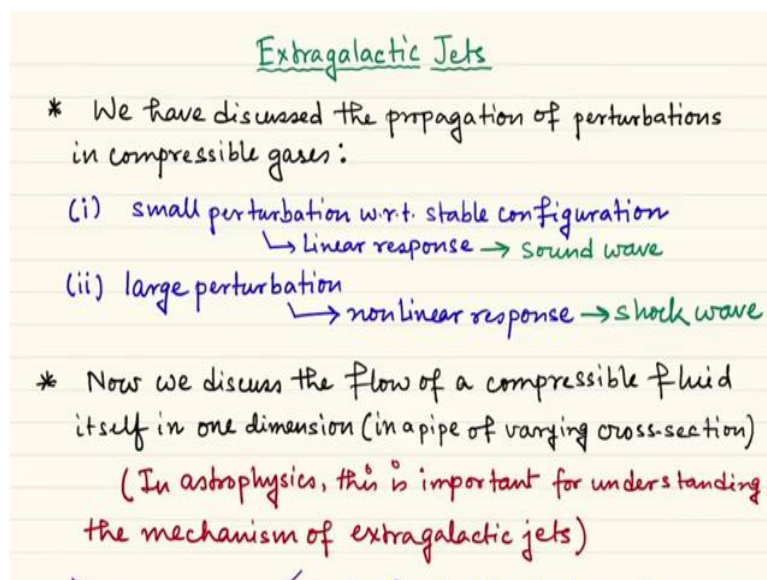 Extragalactic Jets
* We have discussed the propagation of perturbations
in compressible gases:
(i) small perturbation w.r.t. stable configuration
↳ Linear response → sound wave
(ii) large perturbation
↳ nonlinear response → shock wave
* Now we discuss the flow of a compressible fluid
itself in one dimension (in a pipe of varying cross-section)
(In astrophysics, this is important for understanding
the mechanism of extragalactic jets)